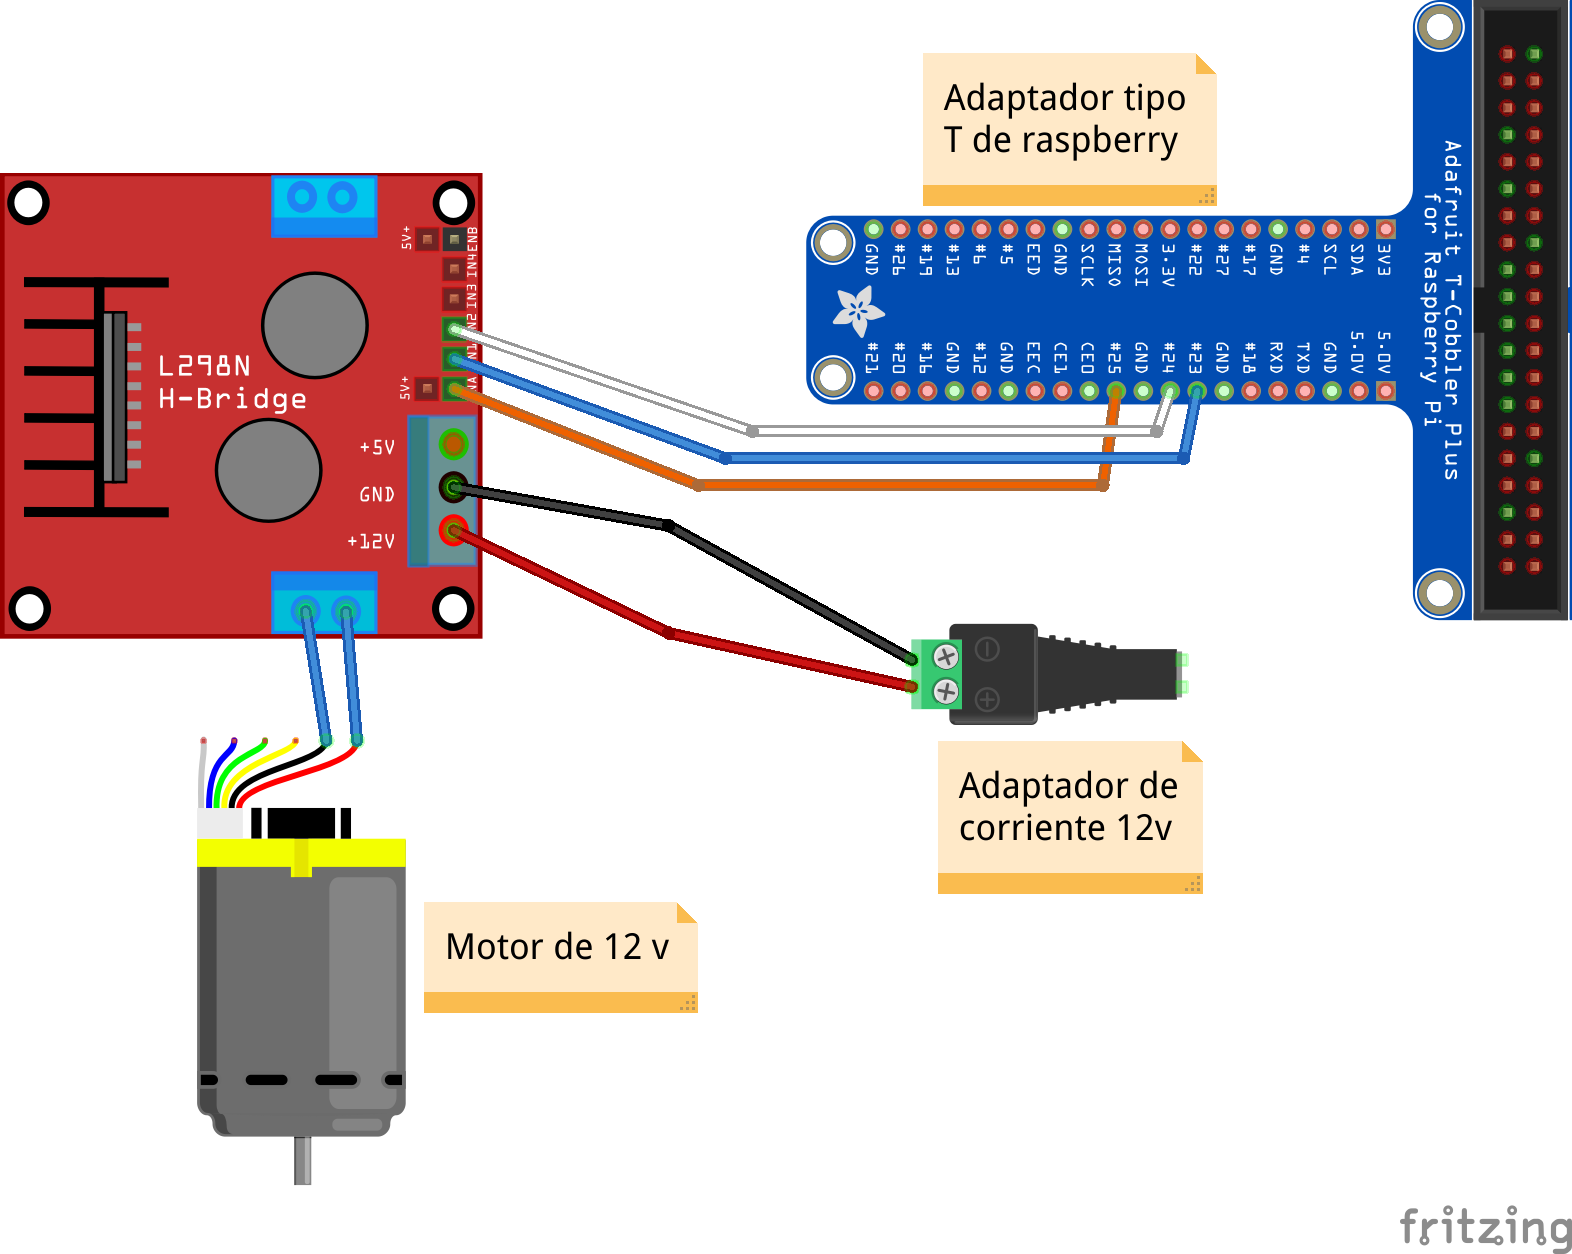 Adaptador tipo
T de raspberry
GND #26 #19 #13 #6 #5 EED GND SCLK MISO MOSI 3.3V #22 #27 #17 GND #4 SCL SDA 3V3
#21 #20 #16 GND #12 GND EEC CE1 CE0 #25 GND #24 #23 GND #18 RXD TXD GND 5.0V 5.0V
Adafruit T-Cobbler Plus
for Raspberry Pi
5V+
ENB
IN4
IN3
IN2
IN1
5V+
L298N
H-Bridge
+5V
GND
+12V
Adaptador de
corriente 12v
Motor de 12 v
fritzing